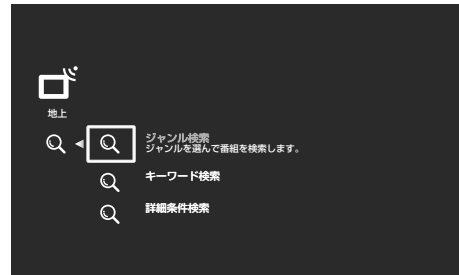 地上
ジャンル検索
ジャンルを選んで番組を検索します。
キーワード検索
詳細条件検索